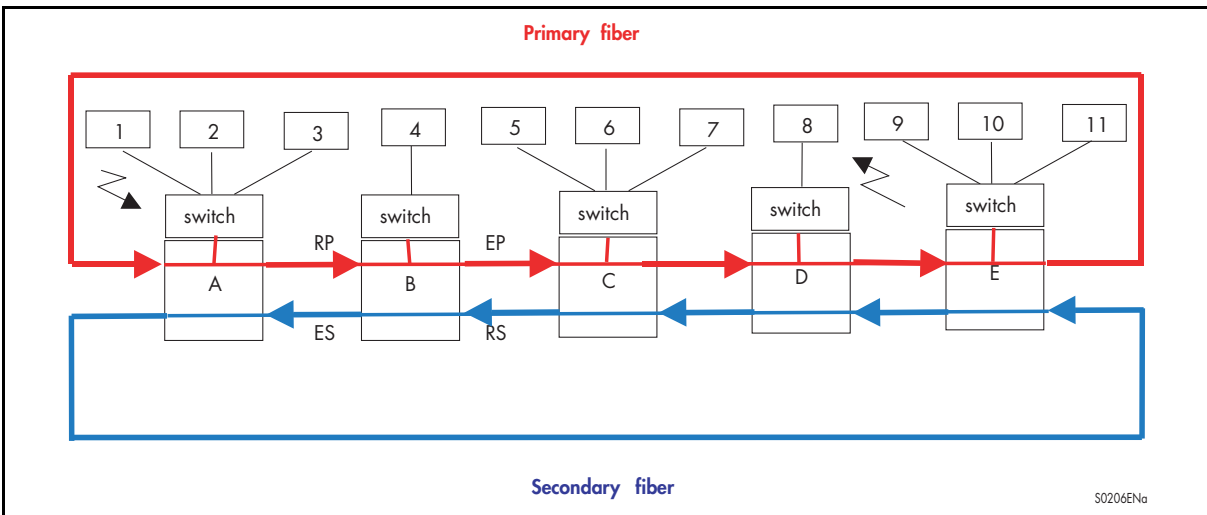 Primary fiber
1 2 3 4 5 6 7 8 9 10 11
switch switch switch switch switch
RP EP
A B C D E
ES RS
Secondary fiber
S0206ENa